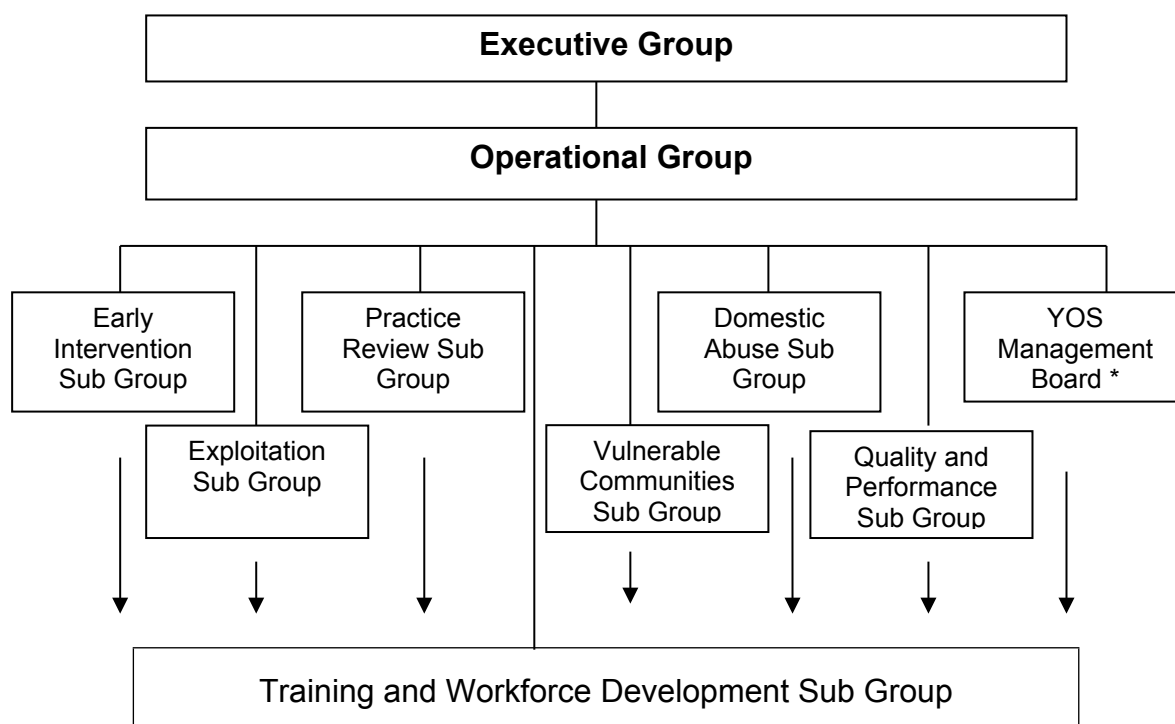 Executive Group
Operational Group
Early
Intervention
Sub Group
Practice
Review Sub
Group
Domestic
Abuse Sub
Group
YOS
Management
Board *
Exploitation
Sub Group
Vulnerable
Communities
Sub Group
Quality and
Performance
Sub Group
Training and Workforce Development Sub Group